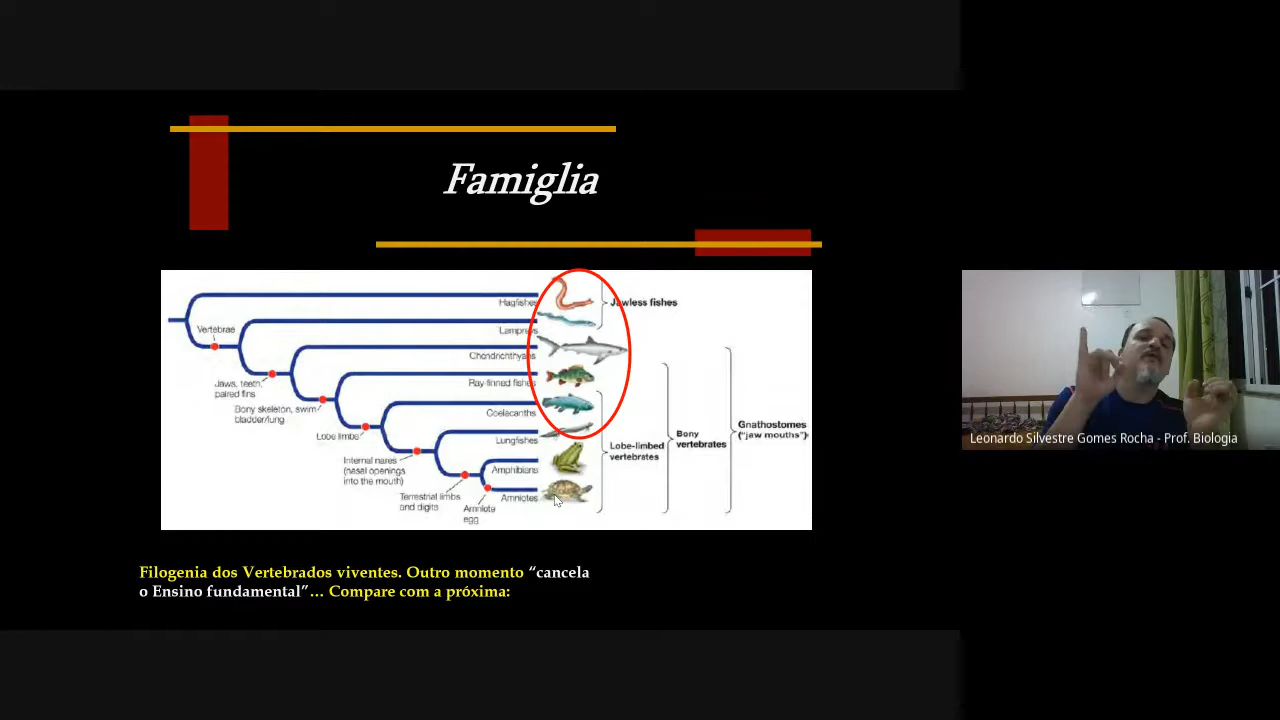 Famiglia
Hagfishes
Jawless fishes
Vertebrae
Lampreys
Chondrichthyans
Jaws, teeth,
paired fins
Ray-finned fishes
Bony skeleton, swim
bladder/lung
Coelacanths
Lobe limbs
Lungfishes
Lobe-limbed
vertebrates
Bony
vertebrates
Gnathostomes
("jaw mouths")
Internal nares
(nasal openings
into the mouth)
Amphibians
Terrestrial limbs
and digits
Amniotes
Amniote
egg
Leonardo Silvestre Gomes Rocha - Prof. Biologia
Filogenia dos Vertebrados viventes. Outro momento “cancela
o Ensino fundamental”… Compare com a próxima: